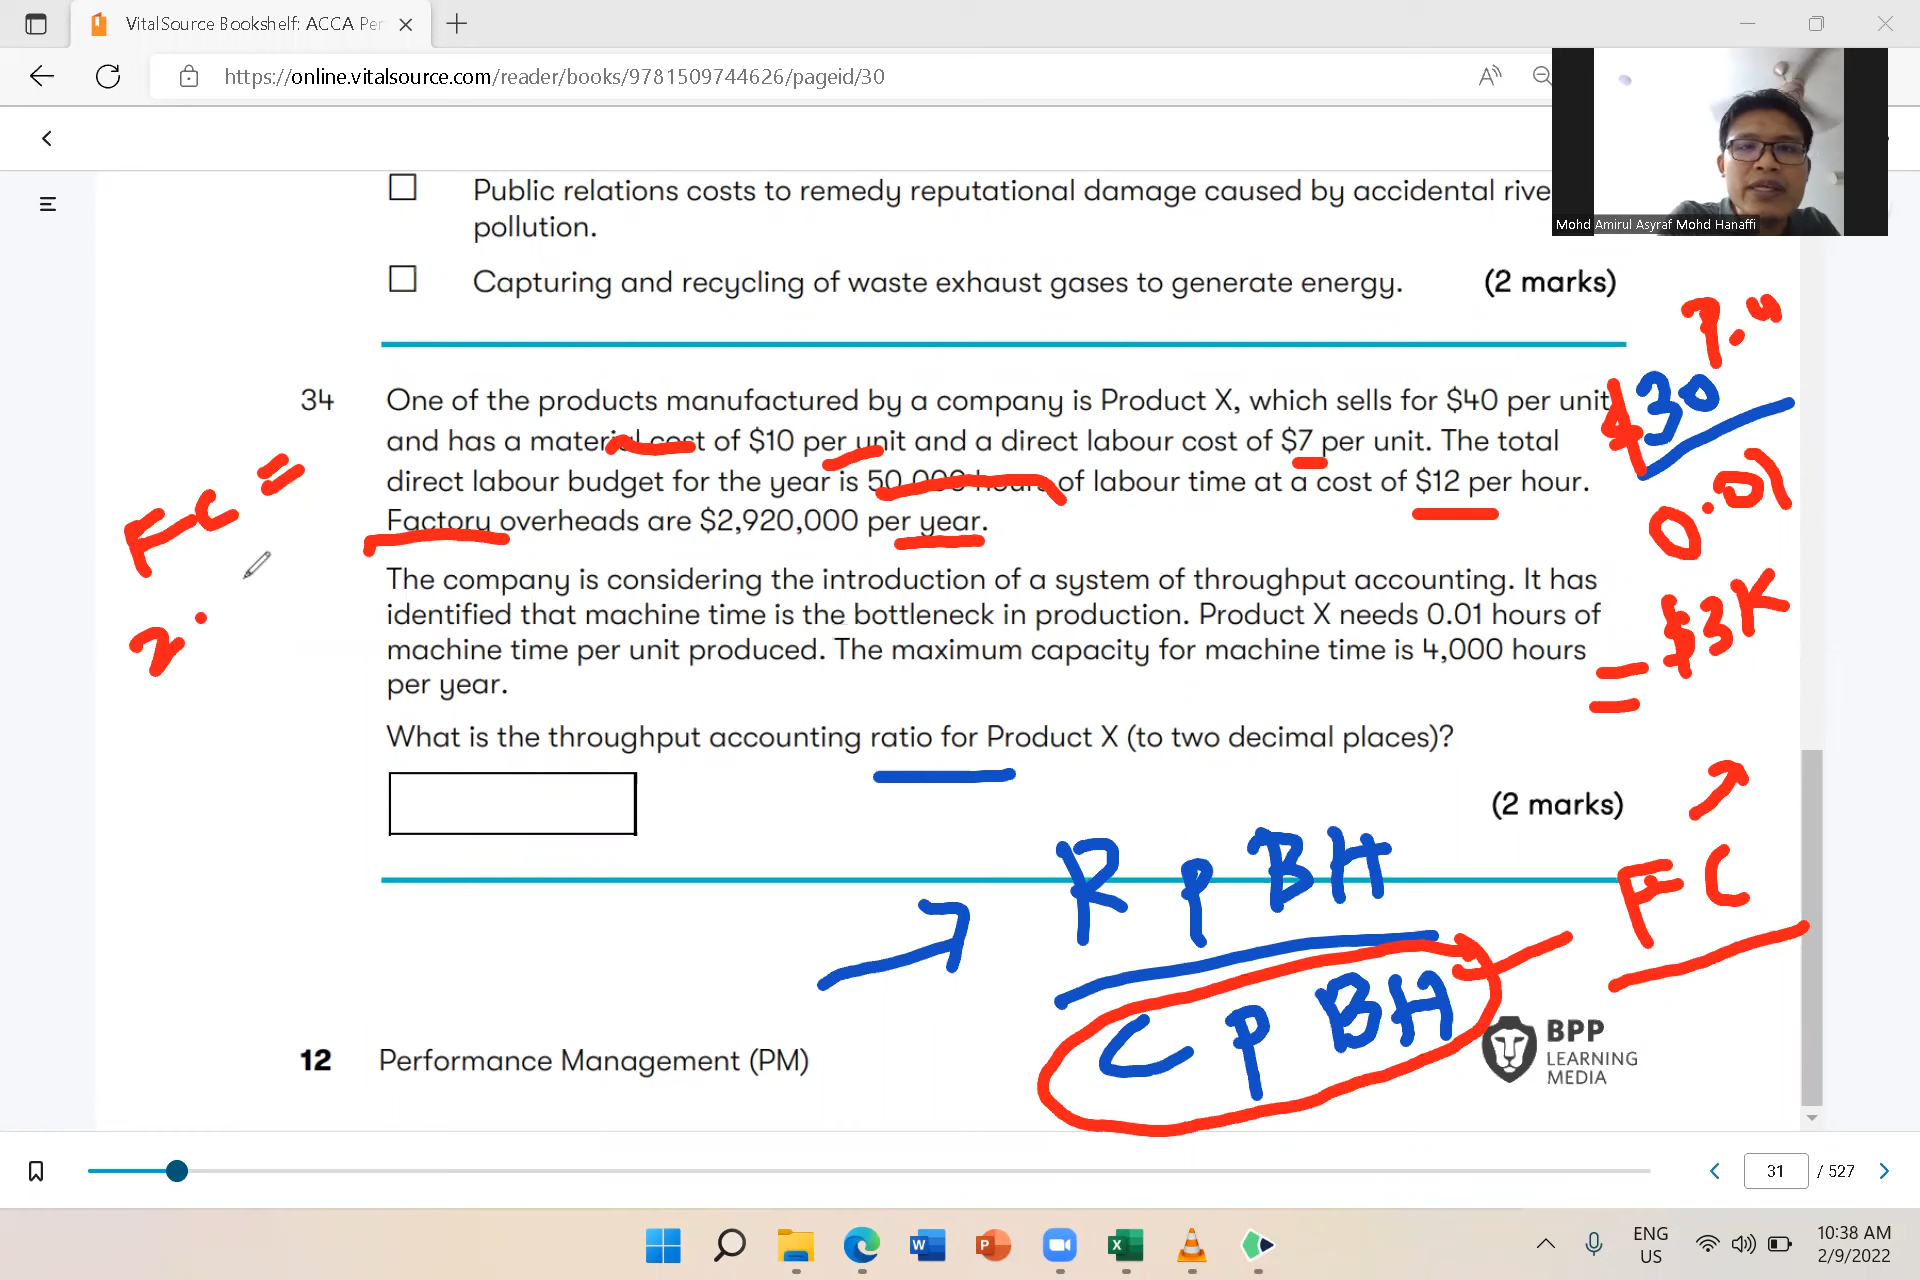 VitalSource Bookshelf: ACCA Per
https://online.vitalsource.com/reader/books/9781509744626/pageid/30
Mohd Amirul Asyraf Mohd Hanaffi
Public relations costs to remedy reputational damage caused by accidental rive
pollution.
Capturing and recycling of waste exhaust gases to generate energy. (2 marks)
34 One of the products manufactured by a company is Product X, which sells for $40 per unit
and has a material cost of $10 per unit and a direct labour cost of $7 per unit. The total
direct labour budget for the year is 50,000 hours of labour time at a cost of $12 per hour.
Factory overheads are $2,920,000 per year.
The company is considering the introduction of a system of throughput accounting. It has
identified that machine time is the bottleneck in production. Product X needs 0.01 hours of
machine time per unit produced. The maximum capacity for machine time is 4,000 hours
per year.
What is the throughput accounting ratio for Product X (to two decimal places)?
(2 marks)
$30
0.01
= $3K
FC =
2.
R P BH
C P BH
FC
12 Performance Management (PM)
BPP
LEARNING
MEDIA
31 / 527
ENG
US
10:38 AM
2/9/2022